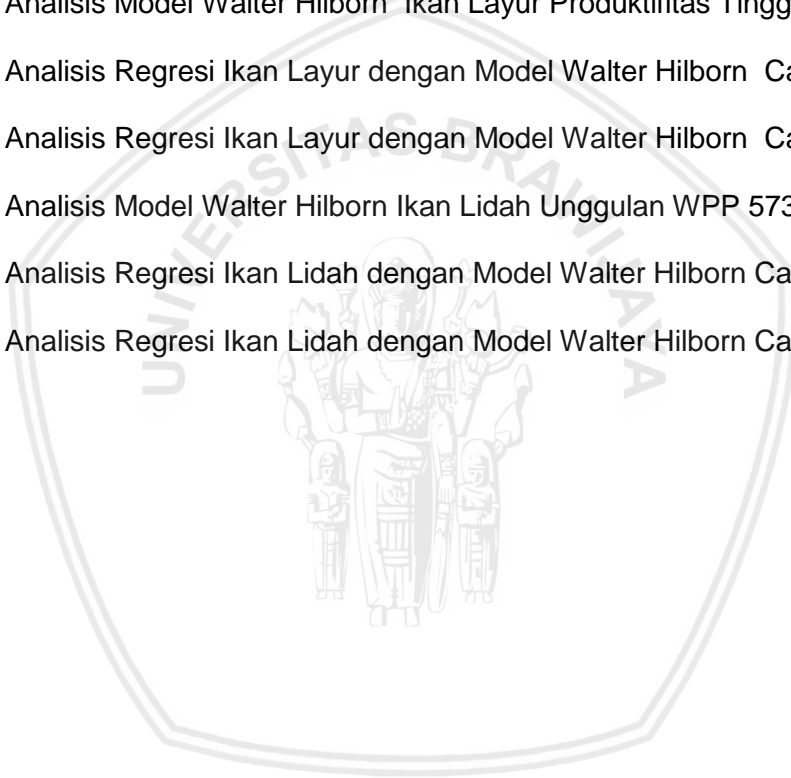 Analisis Model Walter Hilborn Ikan Layur Produktifitas Tingg
Analisis Regresi Ikan Layur dengan Model Walter Hilborn Ca
Analisis Regresi Ikan Layur dengan Model Walter Hilborn Ca
Analisis Model Walter Hilborn Ikan Lidah Unggulan WPP 573
Analisis Regresi Ikan Lidah dengan Model Walter Hilborn Ca
Analisis Regresi Ikan Lidah dengan Model Walter Hilborn Ca
UNIVERSITAS BRAWIJAYA